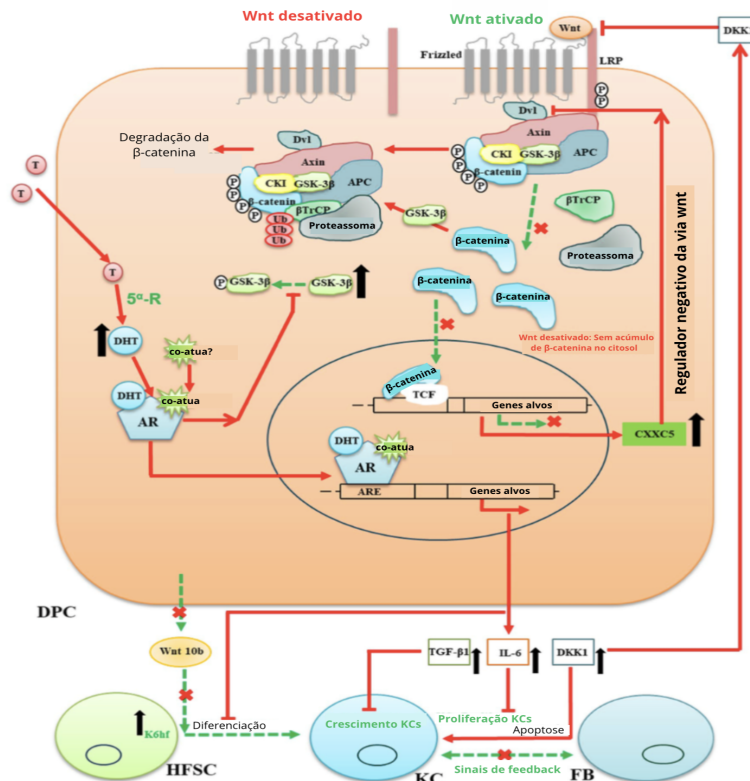 Wnt desativado
Wnt ativado
Wnt
Frizzled
LRP
P
P
Dvl
Axin
CKI
GSK-3β
APC
β-catenin
P
P
P
P
Degradação da
β-catenina
Dvl
Axin
CKI
GSK-3β
APC
β-catenin
βTrCP
P
P
P
P
Ub
Ub
Ub
Proteassoma
GSK-3β
βTrCP
Proteassoma
β-catenina
β-catenina
β-catenina
Wnt desativado: Sem acúmulo
de β-catenina no citosol
Regulador negativo da via wnt
T
T
T
5α-R
P
GSK-3β
GSK-3β
DHT
co-atua?
DHT
co-atua
AR
β-catenina
TCF
Genes alvos
CXXC5
DHT
co-atua
AR
ARE
Genes alvos
DPC
Wnt 10b
TGF-β1
IL-6
DKK1
K6hf
Diferenciação
Crescimento KCs
Proliferação KCs
Apoptose
HFSC
KC
Sinais de feedback
FB